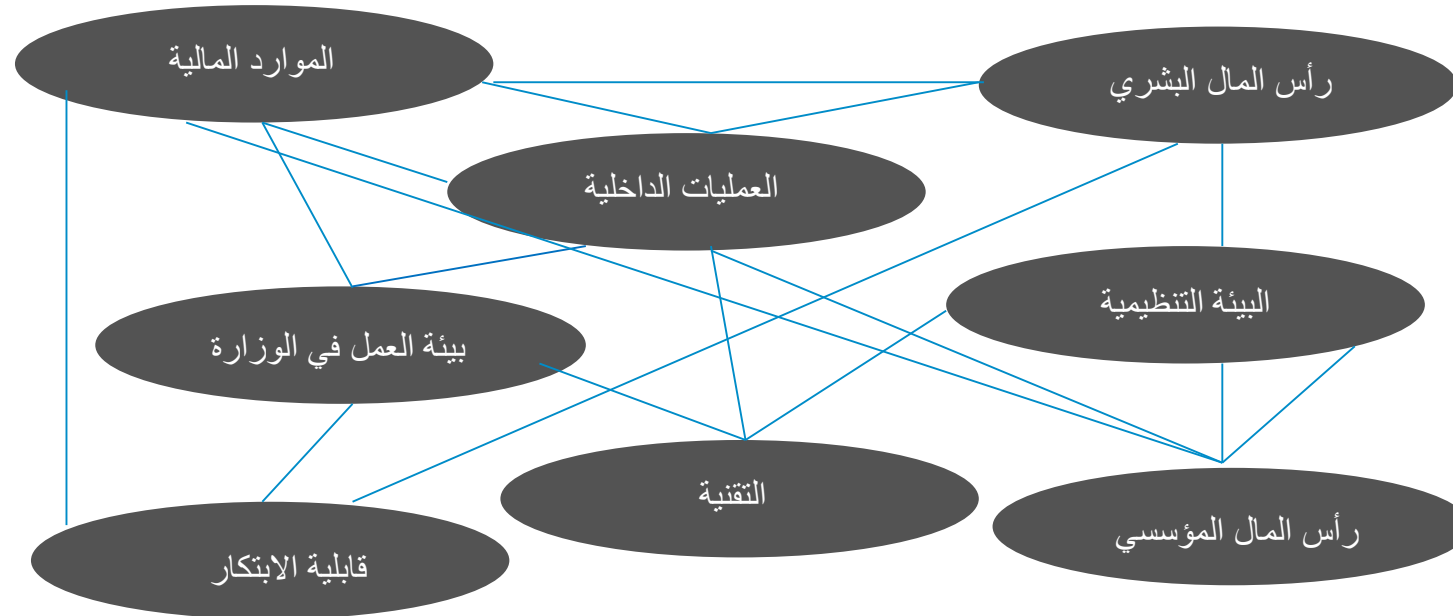 الموارد المالية
رأس المال البشري
العمليات الداخلية
البيئة التنظيمية
بيئة العمل في الوزارة
التقنية
رأس المال المؤسسي
قابلية الابتكار